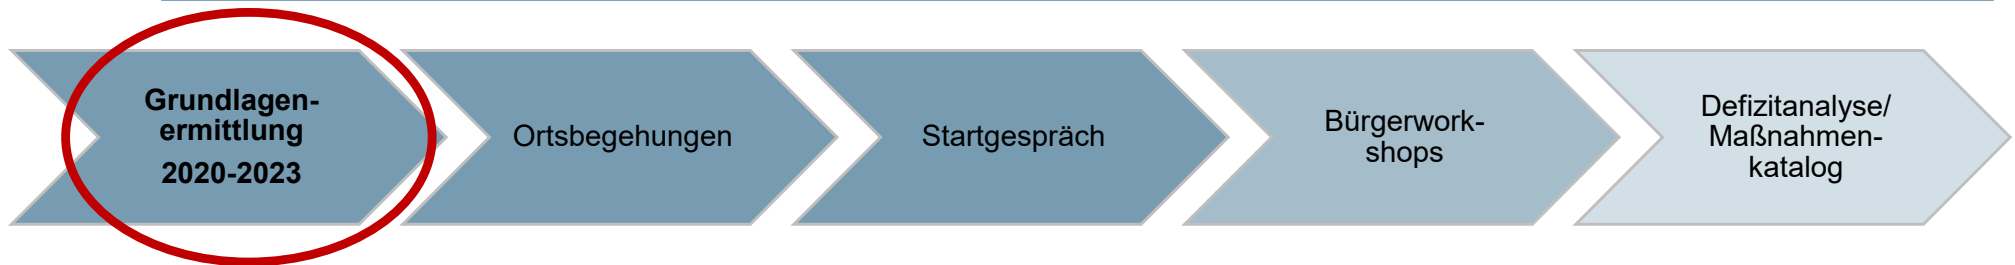 Grundlagen-
ermittlung
2020-2023
Ortsbegehungen
Startgespräch
Bürgerwork-
shops
Defizitanalyse/
Maßnahmen-
katalog